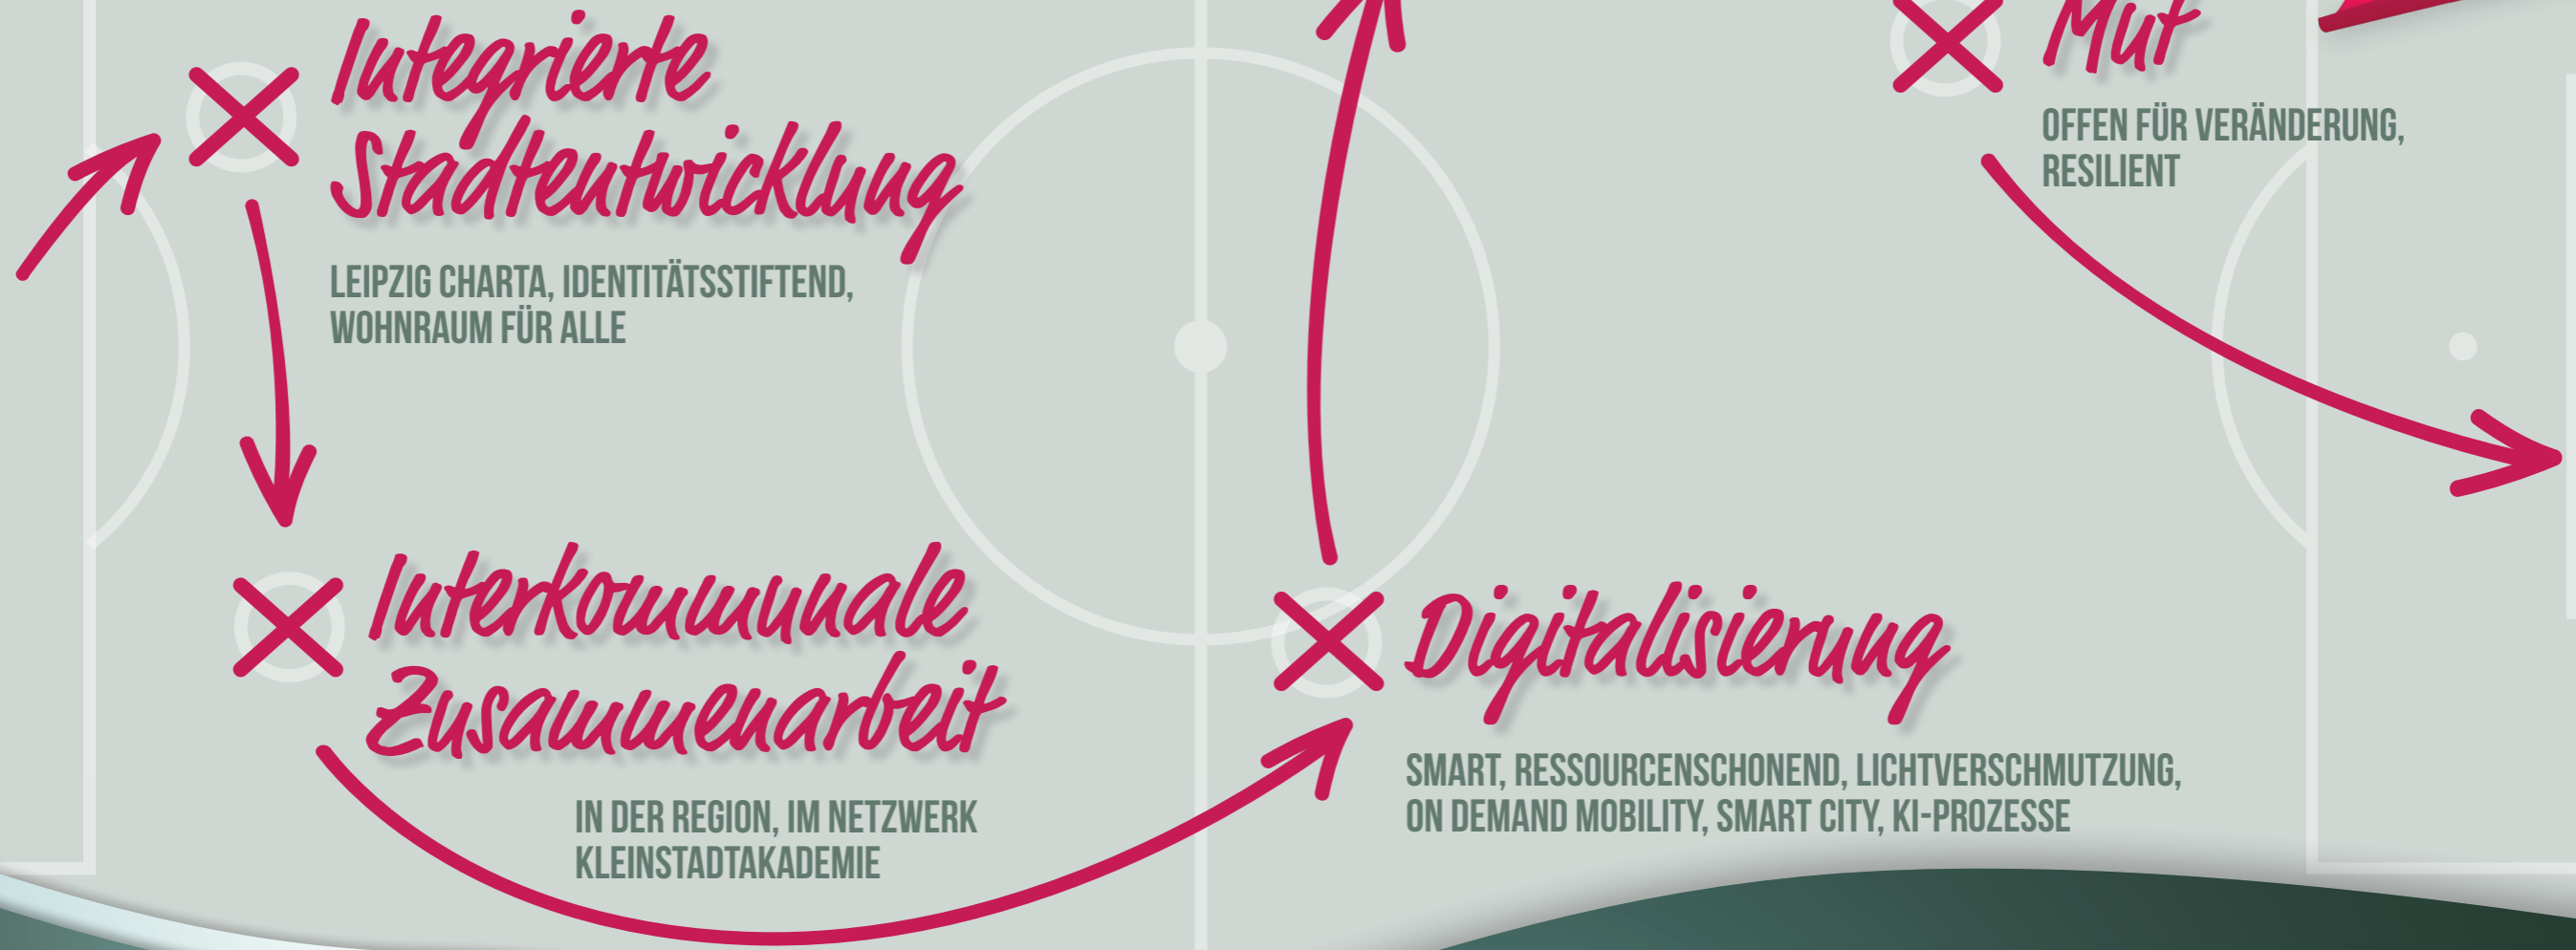 Integrierte
Stadtentwicklung
LEIPZIG CHARTA, IDENTITÄTSSTIFTEND,
WOHNRAUM FÜR ALLE
Interkommunale
Zusammenarbeit
IN DER REGION, IM NETZWERK
KLEINSTADTAKADEMIE
Mut
OFFEN FÜR VERÄNDERUNG,
RESILIENT
Digitalisierung
SMART, RESSOURCENSCHONEND, LICHTVERSCHMUTZUNG,
ON DEMAND MOBILITY, SMART CITY, KI-PROZESSE